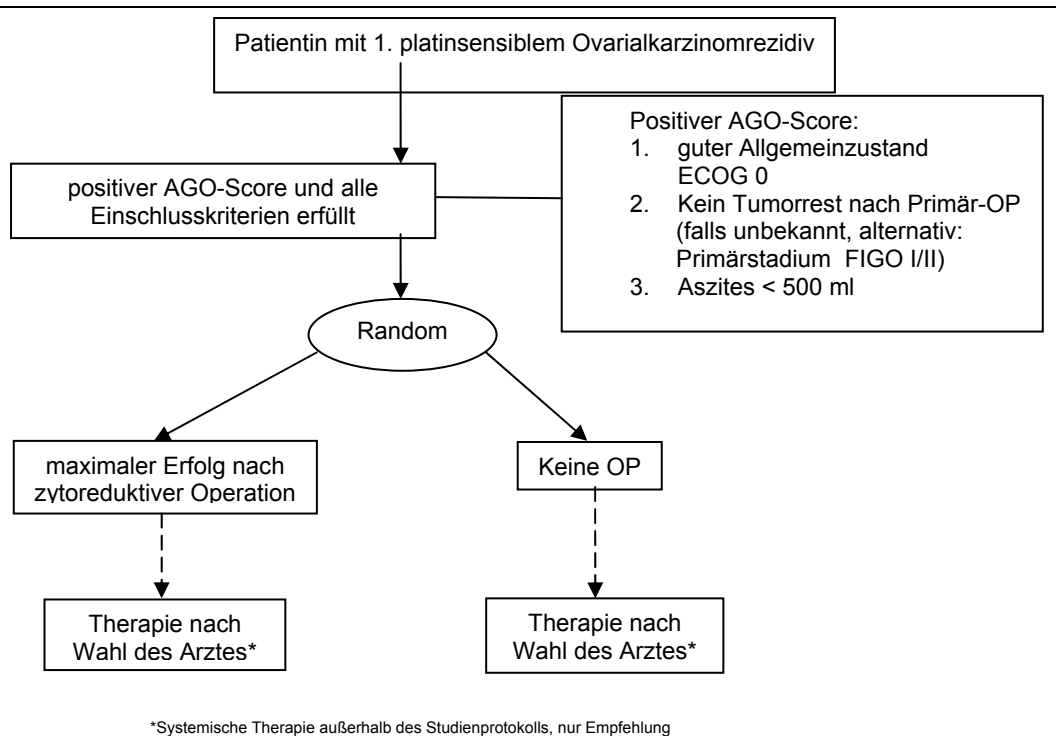 Patientin mit 1. platinsensiblem Ovarialkarzinomrezidiv
Positiver AGO-Score:
1. guter Allgemeinzustand
ECOG 0
2. Kein Tumorrest nach Primär-OP
(falls unbekannt, alternativ:
Primärstadium FIGO I/II)
3. Aszites < 500 ml
positiver AGO-Score und alle
Einschlusskriterien erfüllt
Random
maximaler Erfolg nach
zytoreduktiver Operation
Keine OP
Therapie nach
Wahl des Arztes*
Therapie nach
Wahl des Arztes*
*Systemische Therapie außerhalb des Studienprotokolls, nur Empfehlung